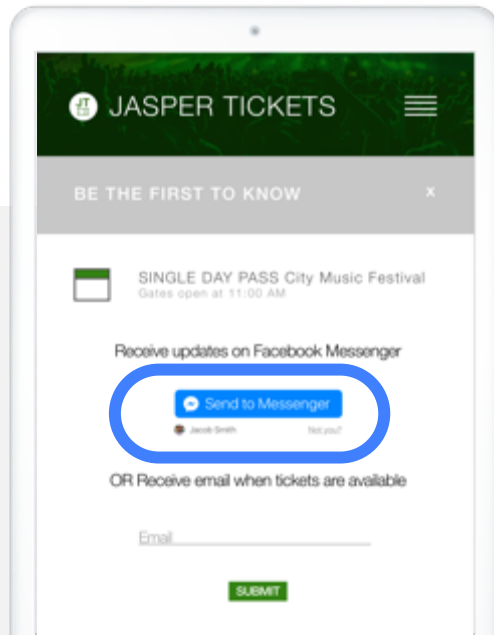 JT
JASPER TICKETS
BE THE FIRST TO KNOW x
SINGLE DAY PASS City Music Festival
Gates open at 11:00 AM
Receive updates on Facebook Messenger
Send to Messenger
Jacob Smith Not you?
OR Receive email when tickets are available
Email
SUBMIT